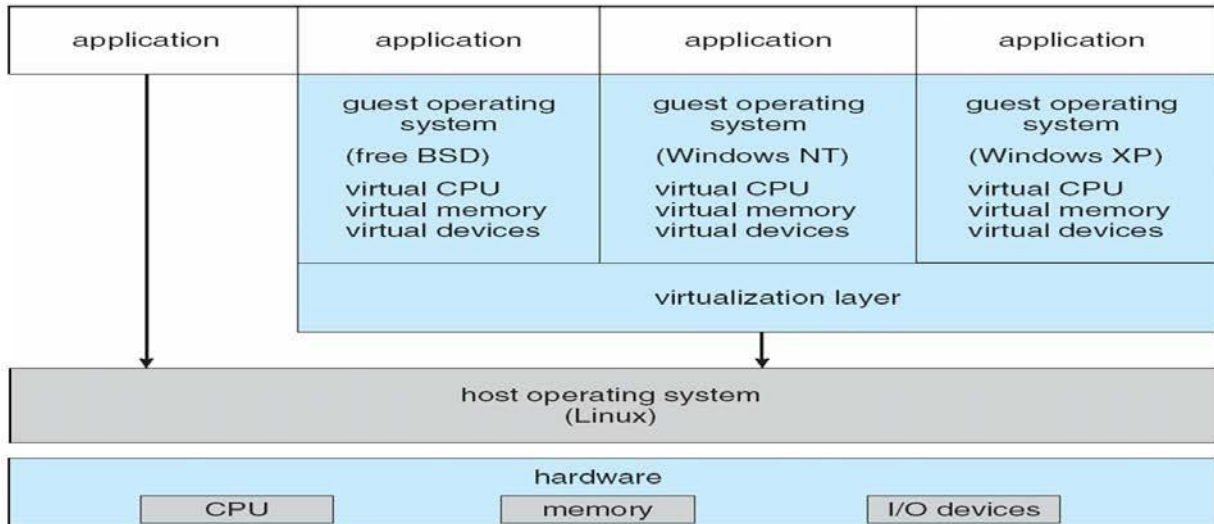 application
application
application
application
guest operating
system
(free BSD)
virtual CPU
virtual memory
virtual devices
guest operating
system
(Windows NT)
virtual CPU
virtual memory
virtual devices
guest operating
system
(Windows XP)
virtual CPU
virtual memory
virtual devices
virtualization layer
host operating system
(Linux)
hardware
CPU
memory
I/O devices